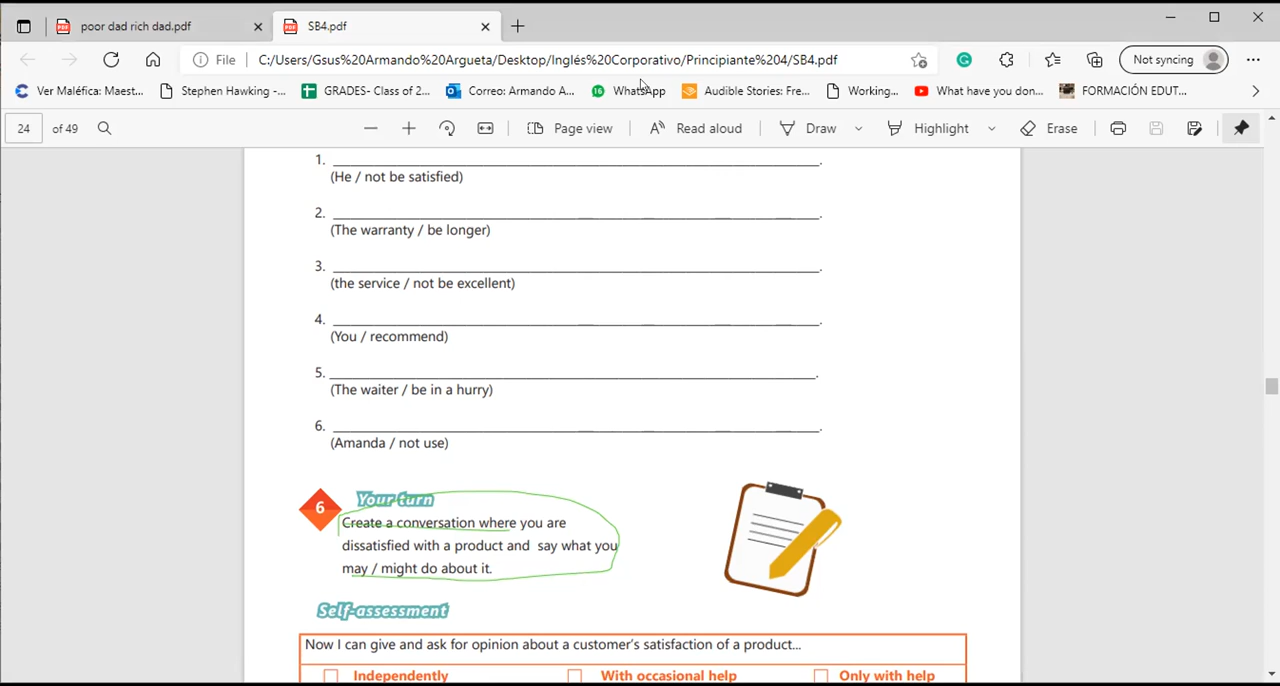 poor dad rich dad.pdf
SB4.pdf
File
C:/Users/Gsus%20Armando%20Argueta/Desktop/Inglés%20Corporativo/Principiante%204/SB4.pdf
Not syncing
Ver Maléfica: Maest...
Stephen Hawking -...
GRADES- Class of 2...
Correo: Armando A...
WhatsApp
Audible Stories: Fre...
Working...
What have you don...
FORMACIÓN EDUT...
24 of 49
Page view
Read aloud
Draw
Highlight
Erase
1. ___.
(He / not be satisfied)
2. ___.
(The warranty / be longer)
3. ___.
(the service / not be excellent)
4. ___.
(You / recommend)
5. ___.
(The waiter / be in a hurry)
6. ___.
(Amanda / not use)
6
Your turn
Create a conversation where you are
dissatisfied with a product and say what you
may / might do about it.
Self-assessment
Now I can give and ask for opinion about a customer's satisfaction of a product...
Independently
With occasional help
Only with help